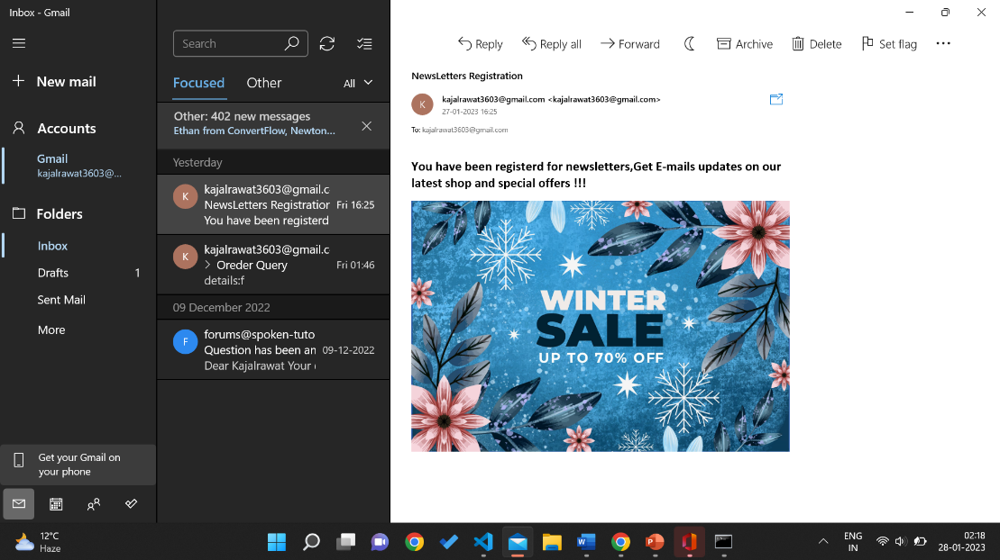 Inbox - Gmail
New mail
Accounts
Gmail
kajalrawat3603@...
Folders
Inbox
Drafts 1
Sent Mail
More
Get your Gmail on
your phone
Search
Focused Other All
Other: 402 new messages
Ethan from ConvertFlow, Newton...
Yesterday
K
kajalrawat3603@gmail.c
NewsLetters Registration Fri 16:25
You have been registerd
K
kajalrawat3603@gmail.c
> Oreder Query Fri 01:46
details:f
09 December 2022
F
forums@spoken-tuto
Question has been an 09-12-2022
Dear Kajalrawat Your
Reply Reply all Forward Archive Delete Set flag ...
NewsLetters Registration
K
kajalrawat3603@gmail.com <kajalrawat3603@gmail.com>
27-01-2023 16:25
To: kajalrawat3603@gmail.com
You have been registerd for newsletters,Get E-mails updates on our
latest shop and special offers !!!
WINTER
SALE
UP TO 70% OFF
12°C
Haze
ENG
IN
02:18
28-01-2023